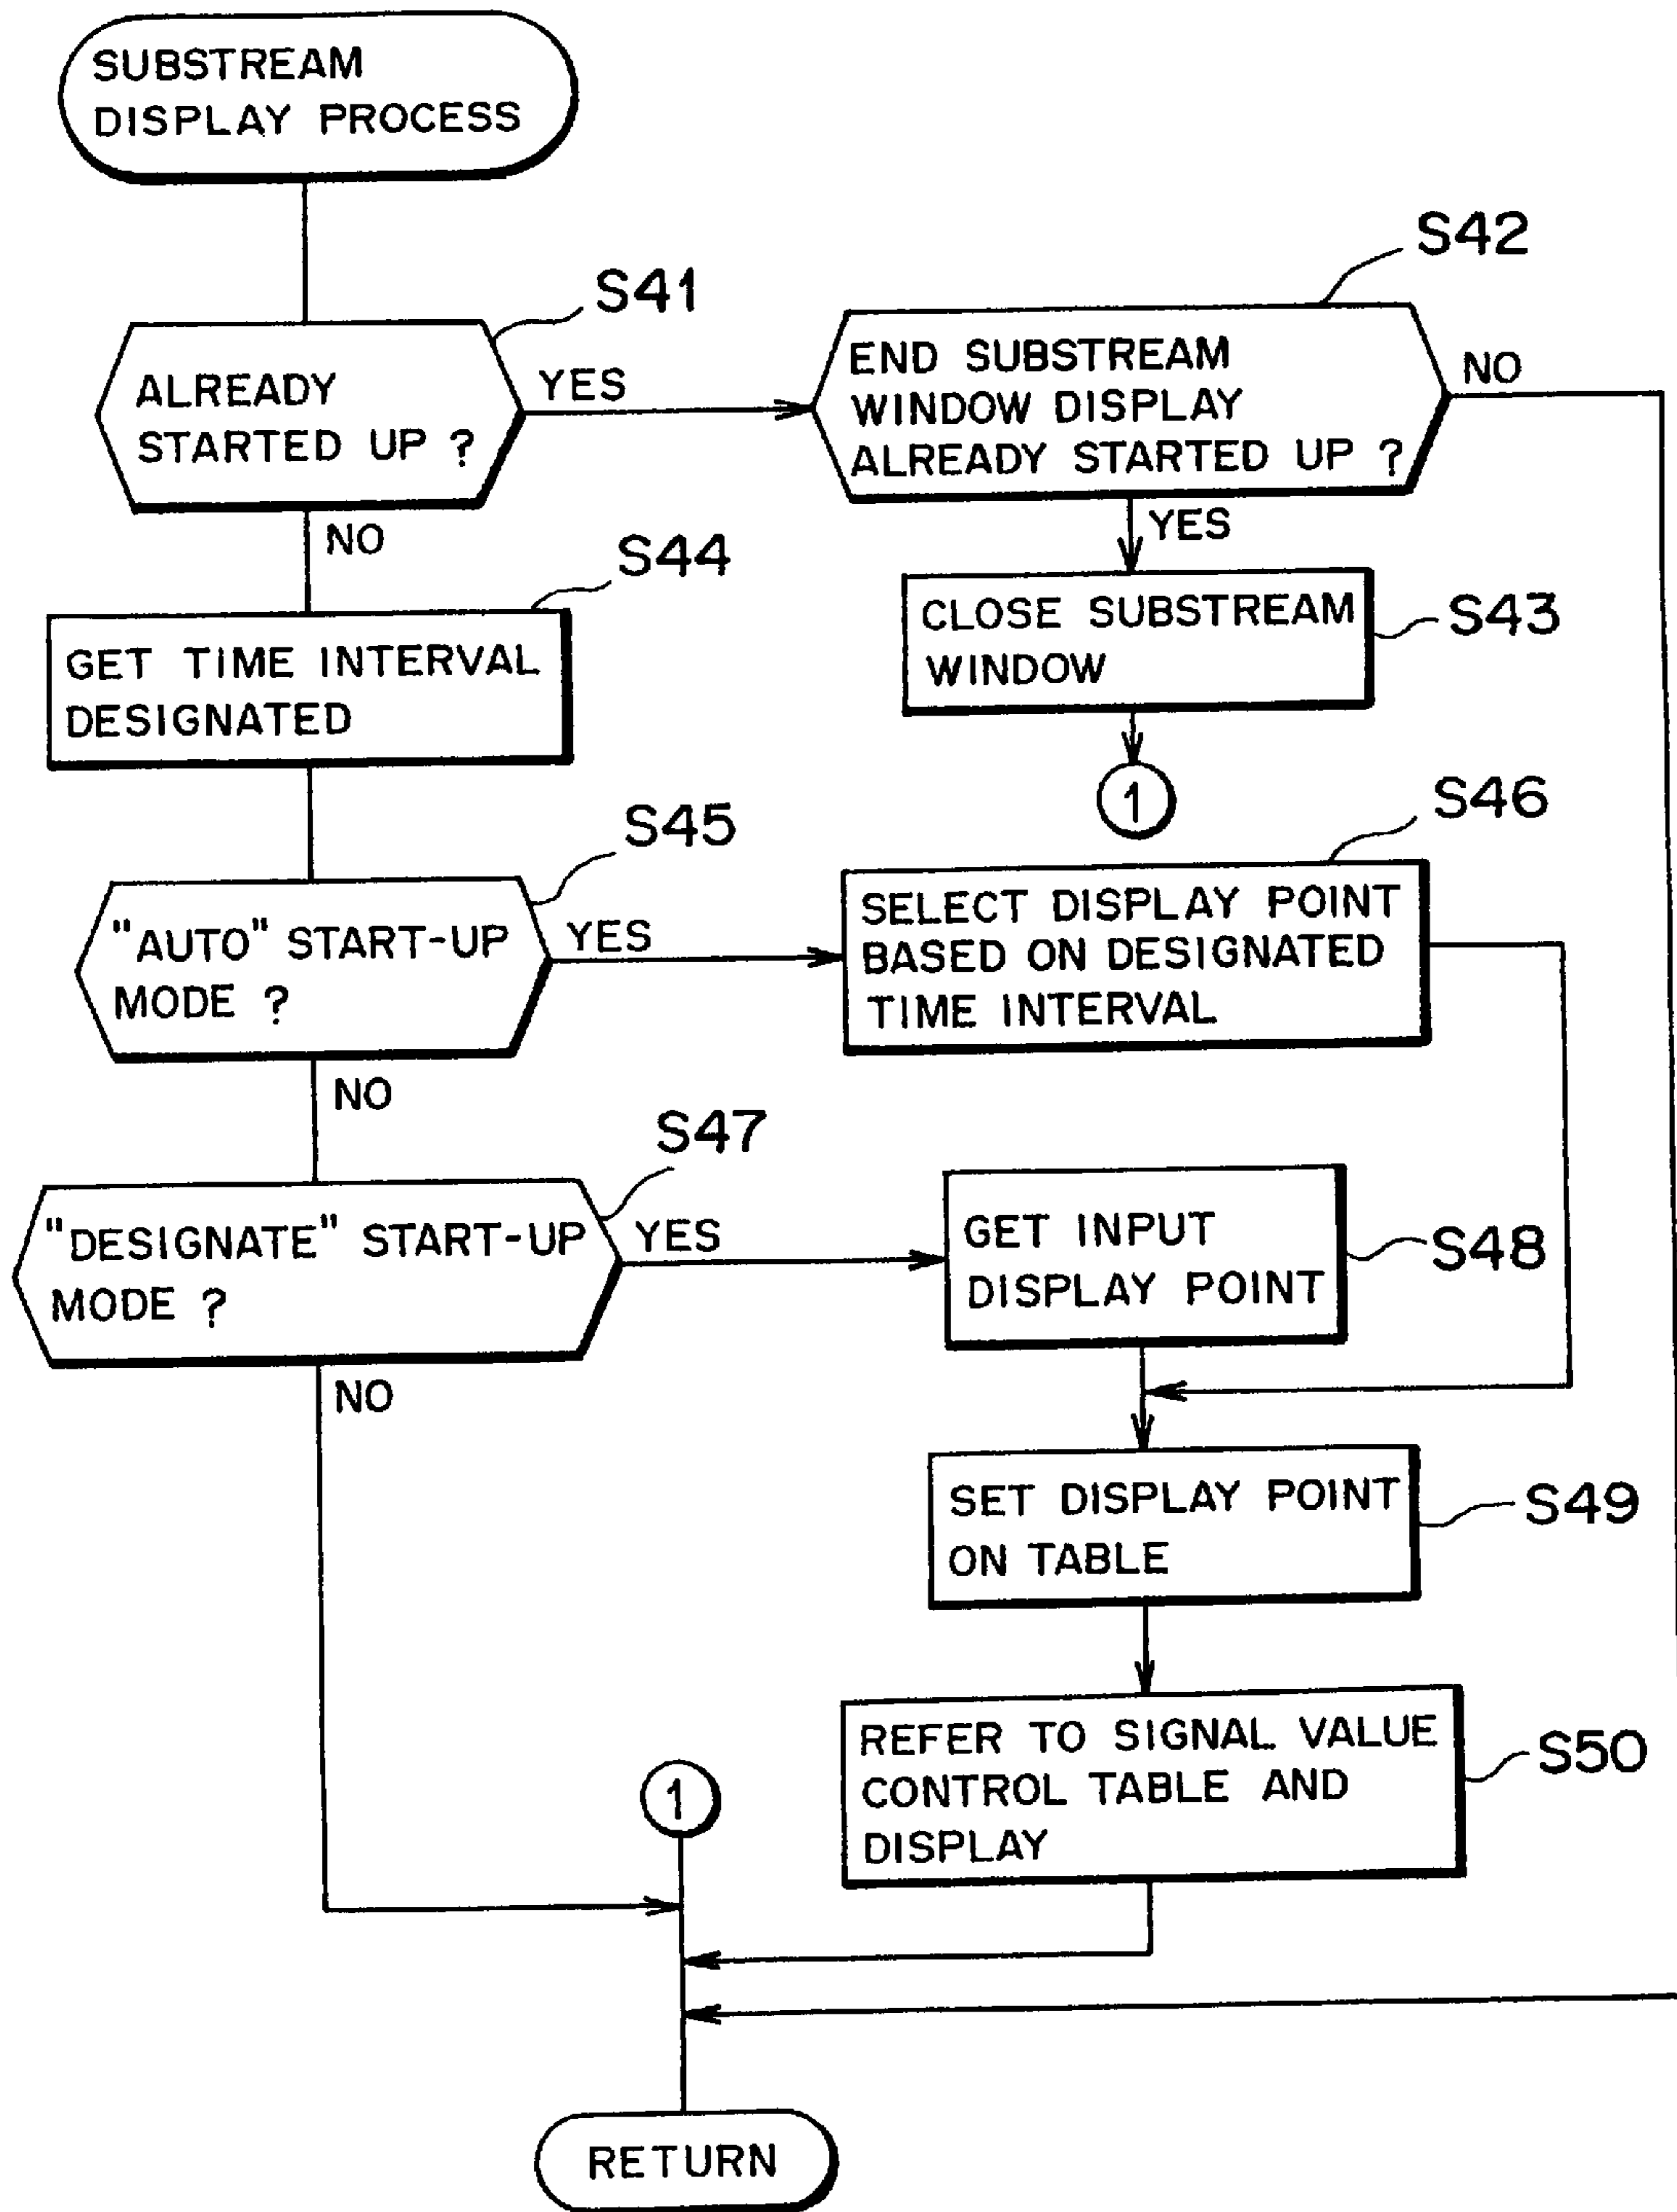 SUBSTREAM
DISPLAY PROCESS
S41
ALREADY
STARTED UP ?
YES
NO
S42
END SUBSTREAM
WINDOW DISPLAY
ALREADY STARTED UP ?
NO
YES
S43
CLOSE SUBSTREAM
WINDOW
1
S44
GET TIME INTERVAL
DESIGNATED
S45
"AUTO" START-UP
MODE ?
YES
NO
S46
SELECT DISPLAY POINT
BASED ON DESIGNATED
TIME INTERVAL
S47
"DESIGNATE" START-UP
MODE ?
YES
NO
S48
GET INPUT
DISPLAY POINT
S49
SET DISPLAY POINT
ON TABLE
S50
REFER TO SIGNAL VALUE
CONTROL TABLE AND
DISPLAY
1
RETURN